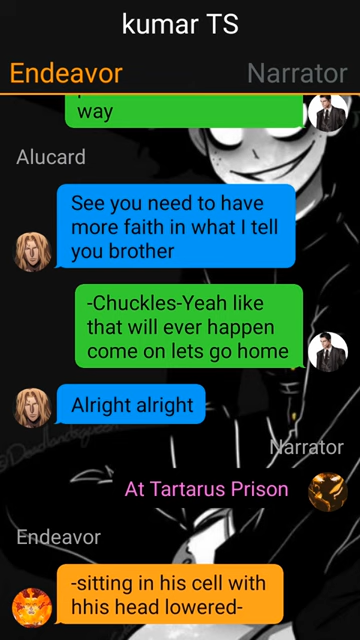 kumar TS
Endeavor
Narrator
way
Alucard
See you need to have
more faith in what I tell
you brother
-Chuckles-Yeah like
that will ever happen
come on lets go home
Alright alright
Narrator
At Tartarus Prison
Endeavor
-sitting in his cell with
hhis head lowered-